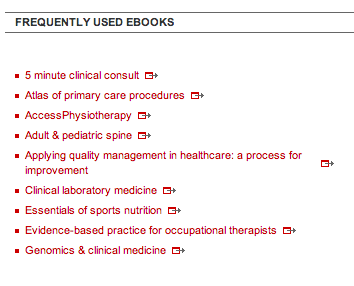 FREQUENTLY USED EBOOKS
5 minute clinical consult
Atlas of primary care procedures
AccessPhysiotherapy
Adult & pediatric spine
Applying quality management in healthcare: a process for
improvement
Clinical laboratory medicine
Essentials of sports nutrition
Evidence-based practice for occupational therapists
Genomics & clinical medicine